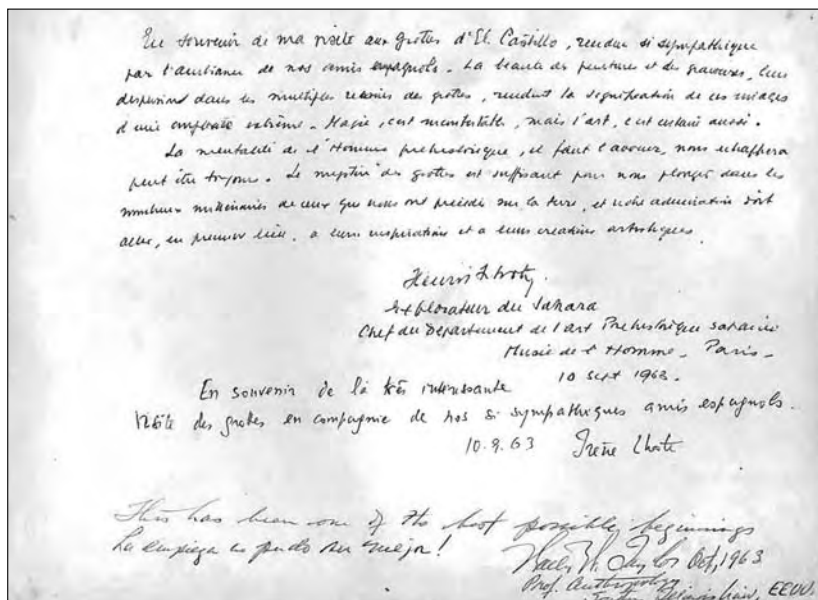 En souvenir de ma visite aux grottes d'El Castillo, rendue si sympathique
par l'ambiance de nos amis espagnols. La beauté des peintures et des gravures, leur
dispersion dans les multiples recoins des grottes, rendent la signification de ces images
d'une ampleur extrême. Magie, c'est incontestable, mais l'art, c'est certain aussi.
La mentalité de l'Homme préhistorique, il faut l'avouer, nous echappera
peut être toujours. Le mystère des grottes est suffisant pour nous plonger dans les
nombreux millénaires de ceux qui nous ont précédé sur la terre, et notre admiration doit
aller, en premier lieu, a leur inspiration et a leurs creations artistiques.
Henri Lhote
Explorateur du Sahara
Chef du Département de l'art Préhistorique saharien
Musée de l'Homme - Paris -
10 sept 1963.
En souvenir de la très interessante
visite des grottes en compagnie de nos si sympathiques amis espagnols.
10.9.63 Irène Lhote
This has been one of the best possible beginnings
La empieza no pudo ser mejor!
Taylor Oct, 1963
Prof. Anthropology
EEUU.